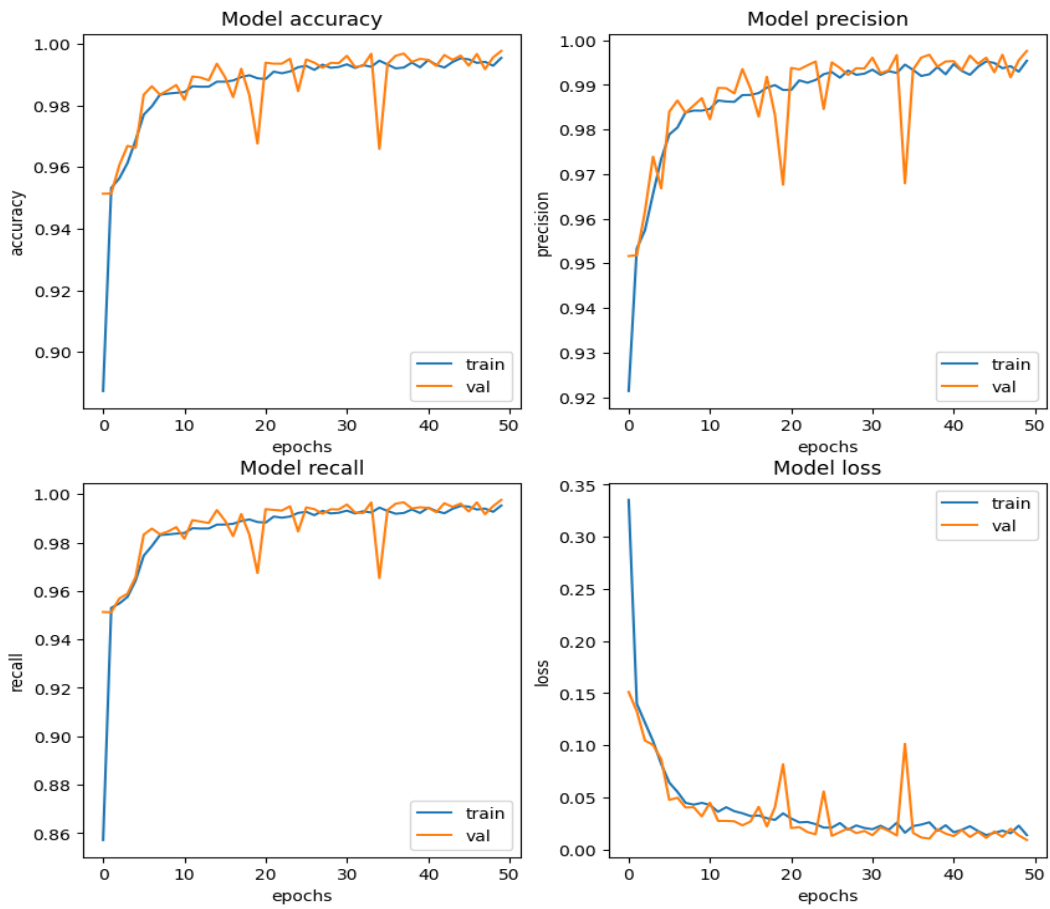 Model accuracy
1.00
0.98
0.96
0.94
0.92
0.90
accuracy
0 10 20 30 40 50
epochs
train
val
Model precision
1.00
0.99
0.98
0.97
0.96
0.95
0.94
0.93
0.92
precision
0 10 20 30 40 50
epochs
train
val
Model recall
1.00
0.98
0.96
0.94
0.92
0.90
0.88
0.86
recall
0 10 20 30 40 50
epochs
train
val
Model loss
0.35
0.30
0.25
0.20
0.15
0.10
0.05
0.00
loss
0 10 20 30 40 50
epochs
train
val